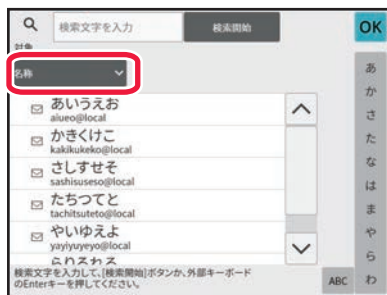 検索文字を入力
検索開始
OK
対象
名称
あいうえお
aiueo@local
かきくけこ
kakikukeko@local
さしすせそ
sashisuseso@local
たちつてと
tachitsuteto@local
やいゆえよ
yayiyuyeyo@local
らりるれろ
検索文字を入力して、[検索開始]ボタンか、外部キーボード
のEnterキーを押してください。
あ
か
さ
た
な
は
ま
や
ら
わ
ABC